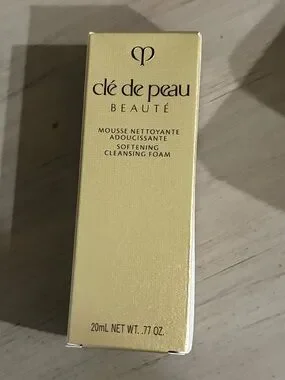 clé de peau
BEAUTÉ
MOUSSE NETTOYANTE
ADOUCISSANTE
SOFTENING
CLEANSING FOAM
20mL NET WT. .77 OZ.